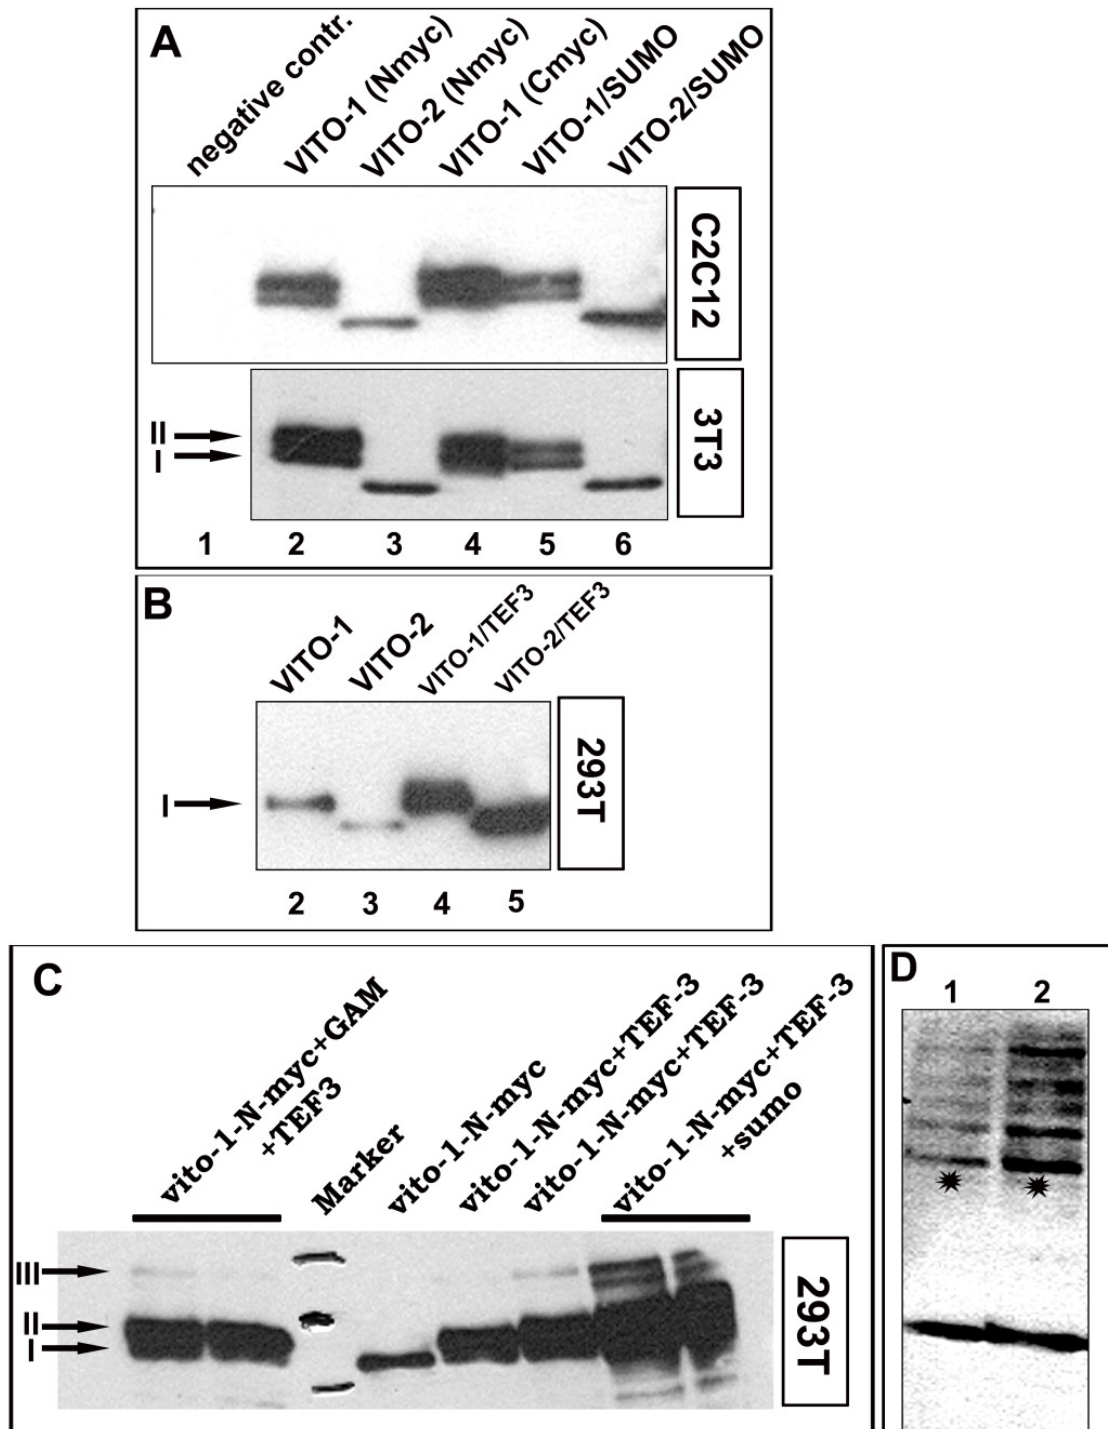 A
negative contr.
VITO-1 (Nmyc)
VITO-2 (Nmyc)
VITO-1 (Cmyc)
VITO-1/SUMO
VITO-2/SUMO
C2C12
II
I
3T3
1 2 3 4 5 6
B
VITO-1
VITO-2
VITO-1/TEF3
VITO-2/TEF3
I
293T
2 3 4 5
C
vito-1-N-myc+GAM
+TEF3
Marker
vito-1-N-myc
vito-1-N-myc+TEF-3
vito-1-N-myc+TEF-3
vito-1-N-myc+TEF-3
+sumo
III
II
I
293T
D
1 2